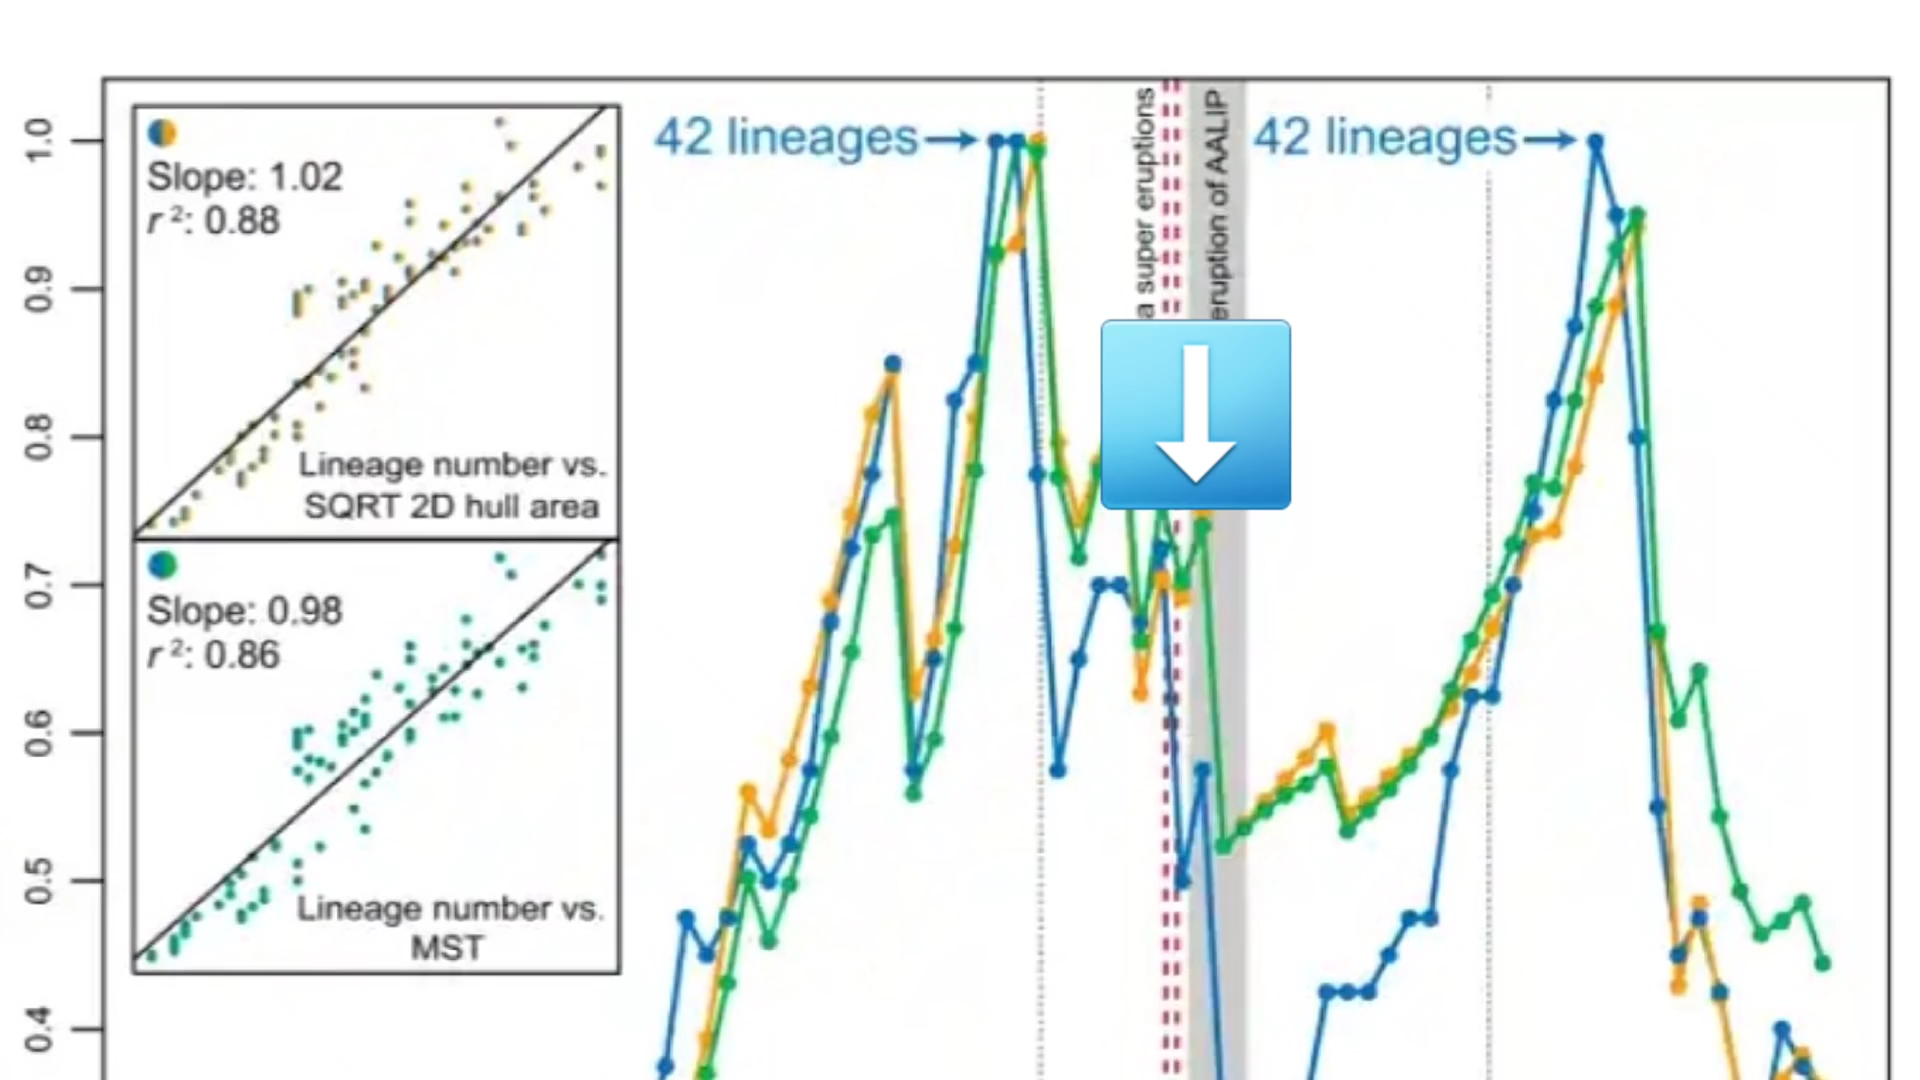 1.0
0.9
0.8
0.7
0.6
0.5
0.4
Slope: 1.02
r²: 0.88
Lineage number vs.
SQRT 2D hull area
Slope: 0.98
r²: 0.86
Lineage number vs.
MST
42 lineages
a super eruptions
eruption of AALIP
42 lineages